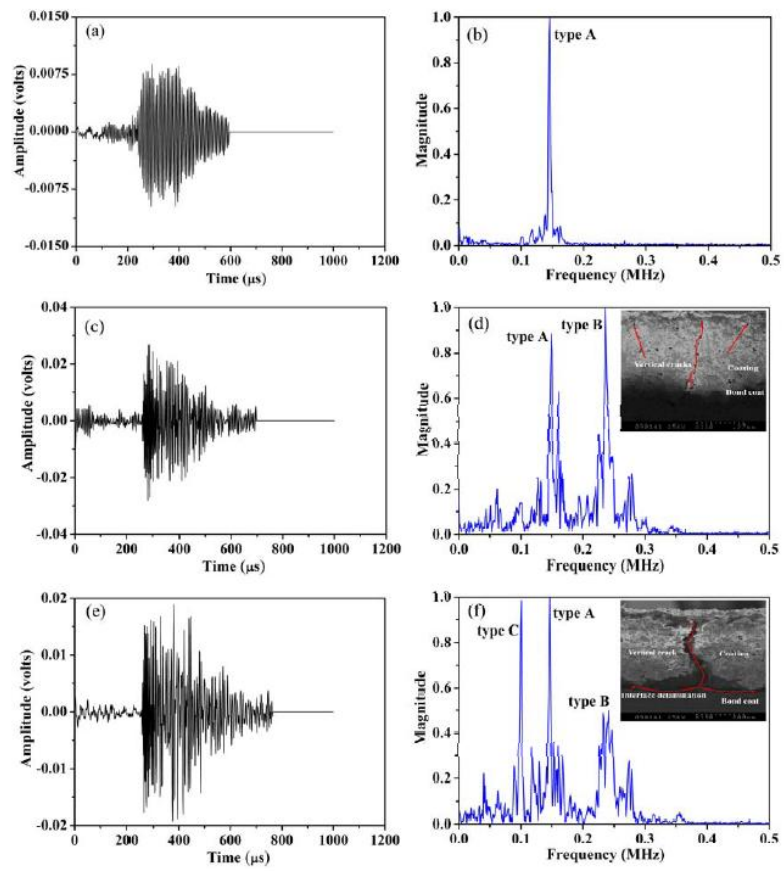 (a)
0.0150
0.0075
0.0000
-0.0075
-0.0150
Amplitude (volts)
0 200 400 600 800 1000 1200
Time (μs)
(b)
type A
1.0
0.8
0.6
0.4
0.2
0.0
Magnitude
0.0 0.1 0.2 0.3 0.4 0.5
Frequency (MHz)
(c)
0.04
0.02
0.00
-0.02
-0.04
Amplitude (volts)
0 200 400 600 800 1000 1200
Time (μs)
(d)
type A
type B
Vertical cracks
Coating
Bond coat
1.0
0.8
0.6
0.4
0.2
0.0
Magnitude
0.0 0.1 0.2 0.3 0.4 0.5
Frequency (MHz)
(e)
0.02
0.01
0.00
-0.01
-0.02
Amplitude (volts)
0 200 400 600 800 1000 1200
Time (μs)
(f)
type C
type A
type B
Vertical crack
Coating
Interface delamination
Bond coat
1.0
0.8
0.6
0.4
0.2
0.0
Magnitude
0.0 0.1 0.2 0.3 0.4 0.5
Frequency (MHz)